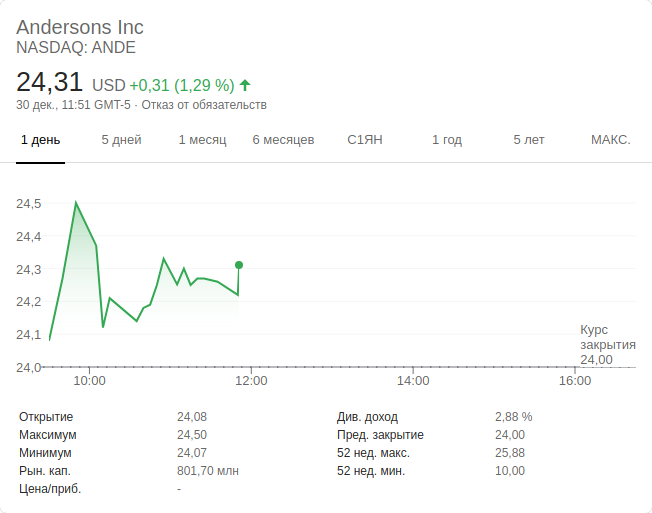 Andersons Inc
NASDAQ: ANDE
24,31 USD +0,31 (1,29 %)
30 дек., 11:51 GMT-5 · Отказ от обязательств
1 день 5 дней 1 месяц 6 месяцев С1ЯН 1 год 5 лет МАКС.
24,5
24,4
24,3
24,2
24,1
24,0
Курс
закрытия
24,00
10:00 12:00 14:00 16:00
Открытие 24,08
Максимум 24,50
Минимум 24,07
Рын. кап. 801,70 млн
Цена/приб. -
Див. доход 2,88 %
Пред. закрытие 24,00
52 нед. макс. 25,88
52 нед. мин. 10,00